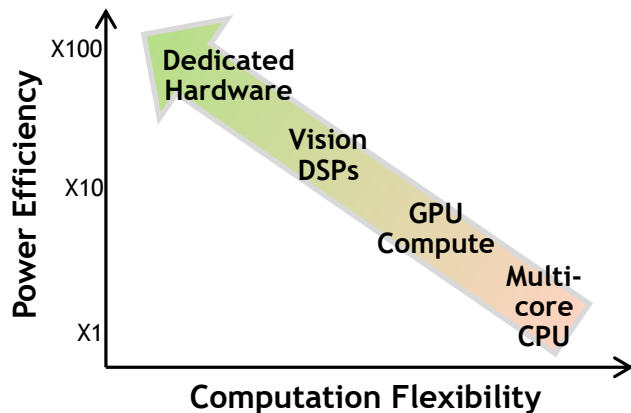 X100
Dedicated
Hardware
Vision
DSPs
Power Efficiency
X10
GPU
Compute
Multi-
core
CPU
X1
Computation Flexibility